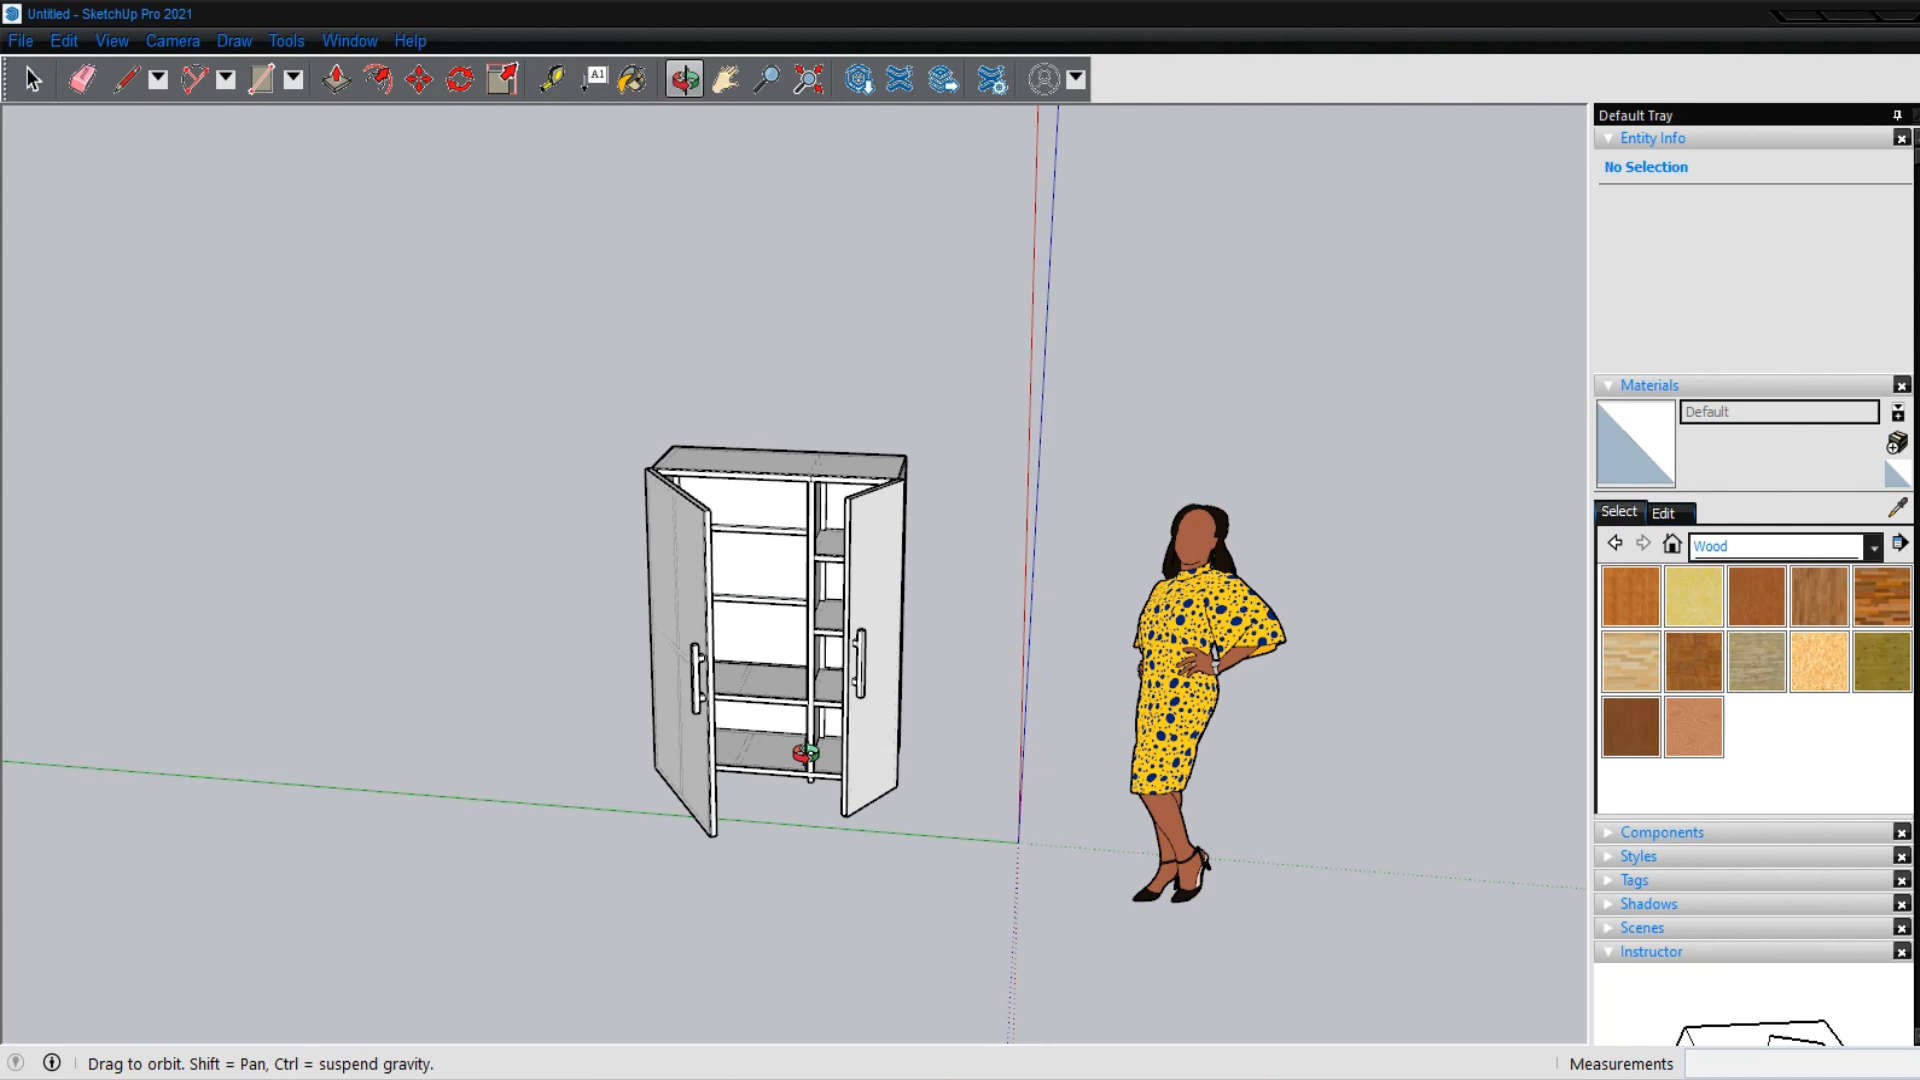 Untitled - SketchUp Pro 2021
File Edit View Camera Draw Tools Window Help
A1
Default Tray
Entity Info
No Selection
Materials
Default
Select Edit
Wood
Components
Styles
Tags
Shadows
Scenes
Instructor
Drag to orbit. Shift = Pan, Ctrl = suspend gravity.
Measurements